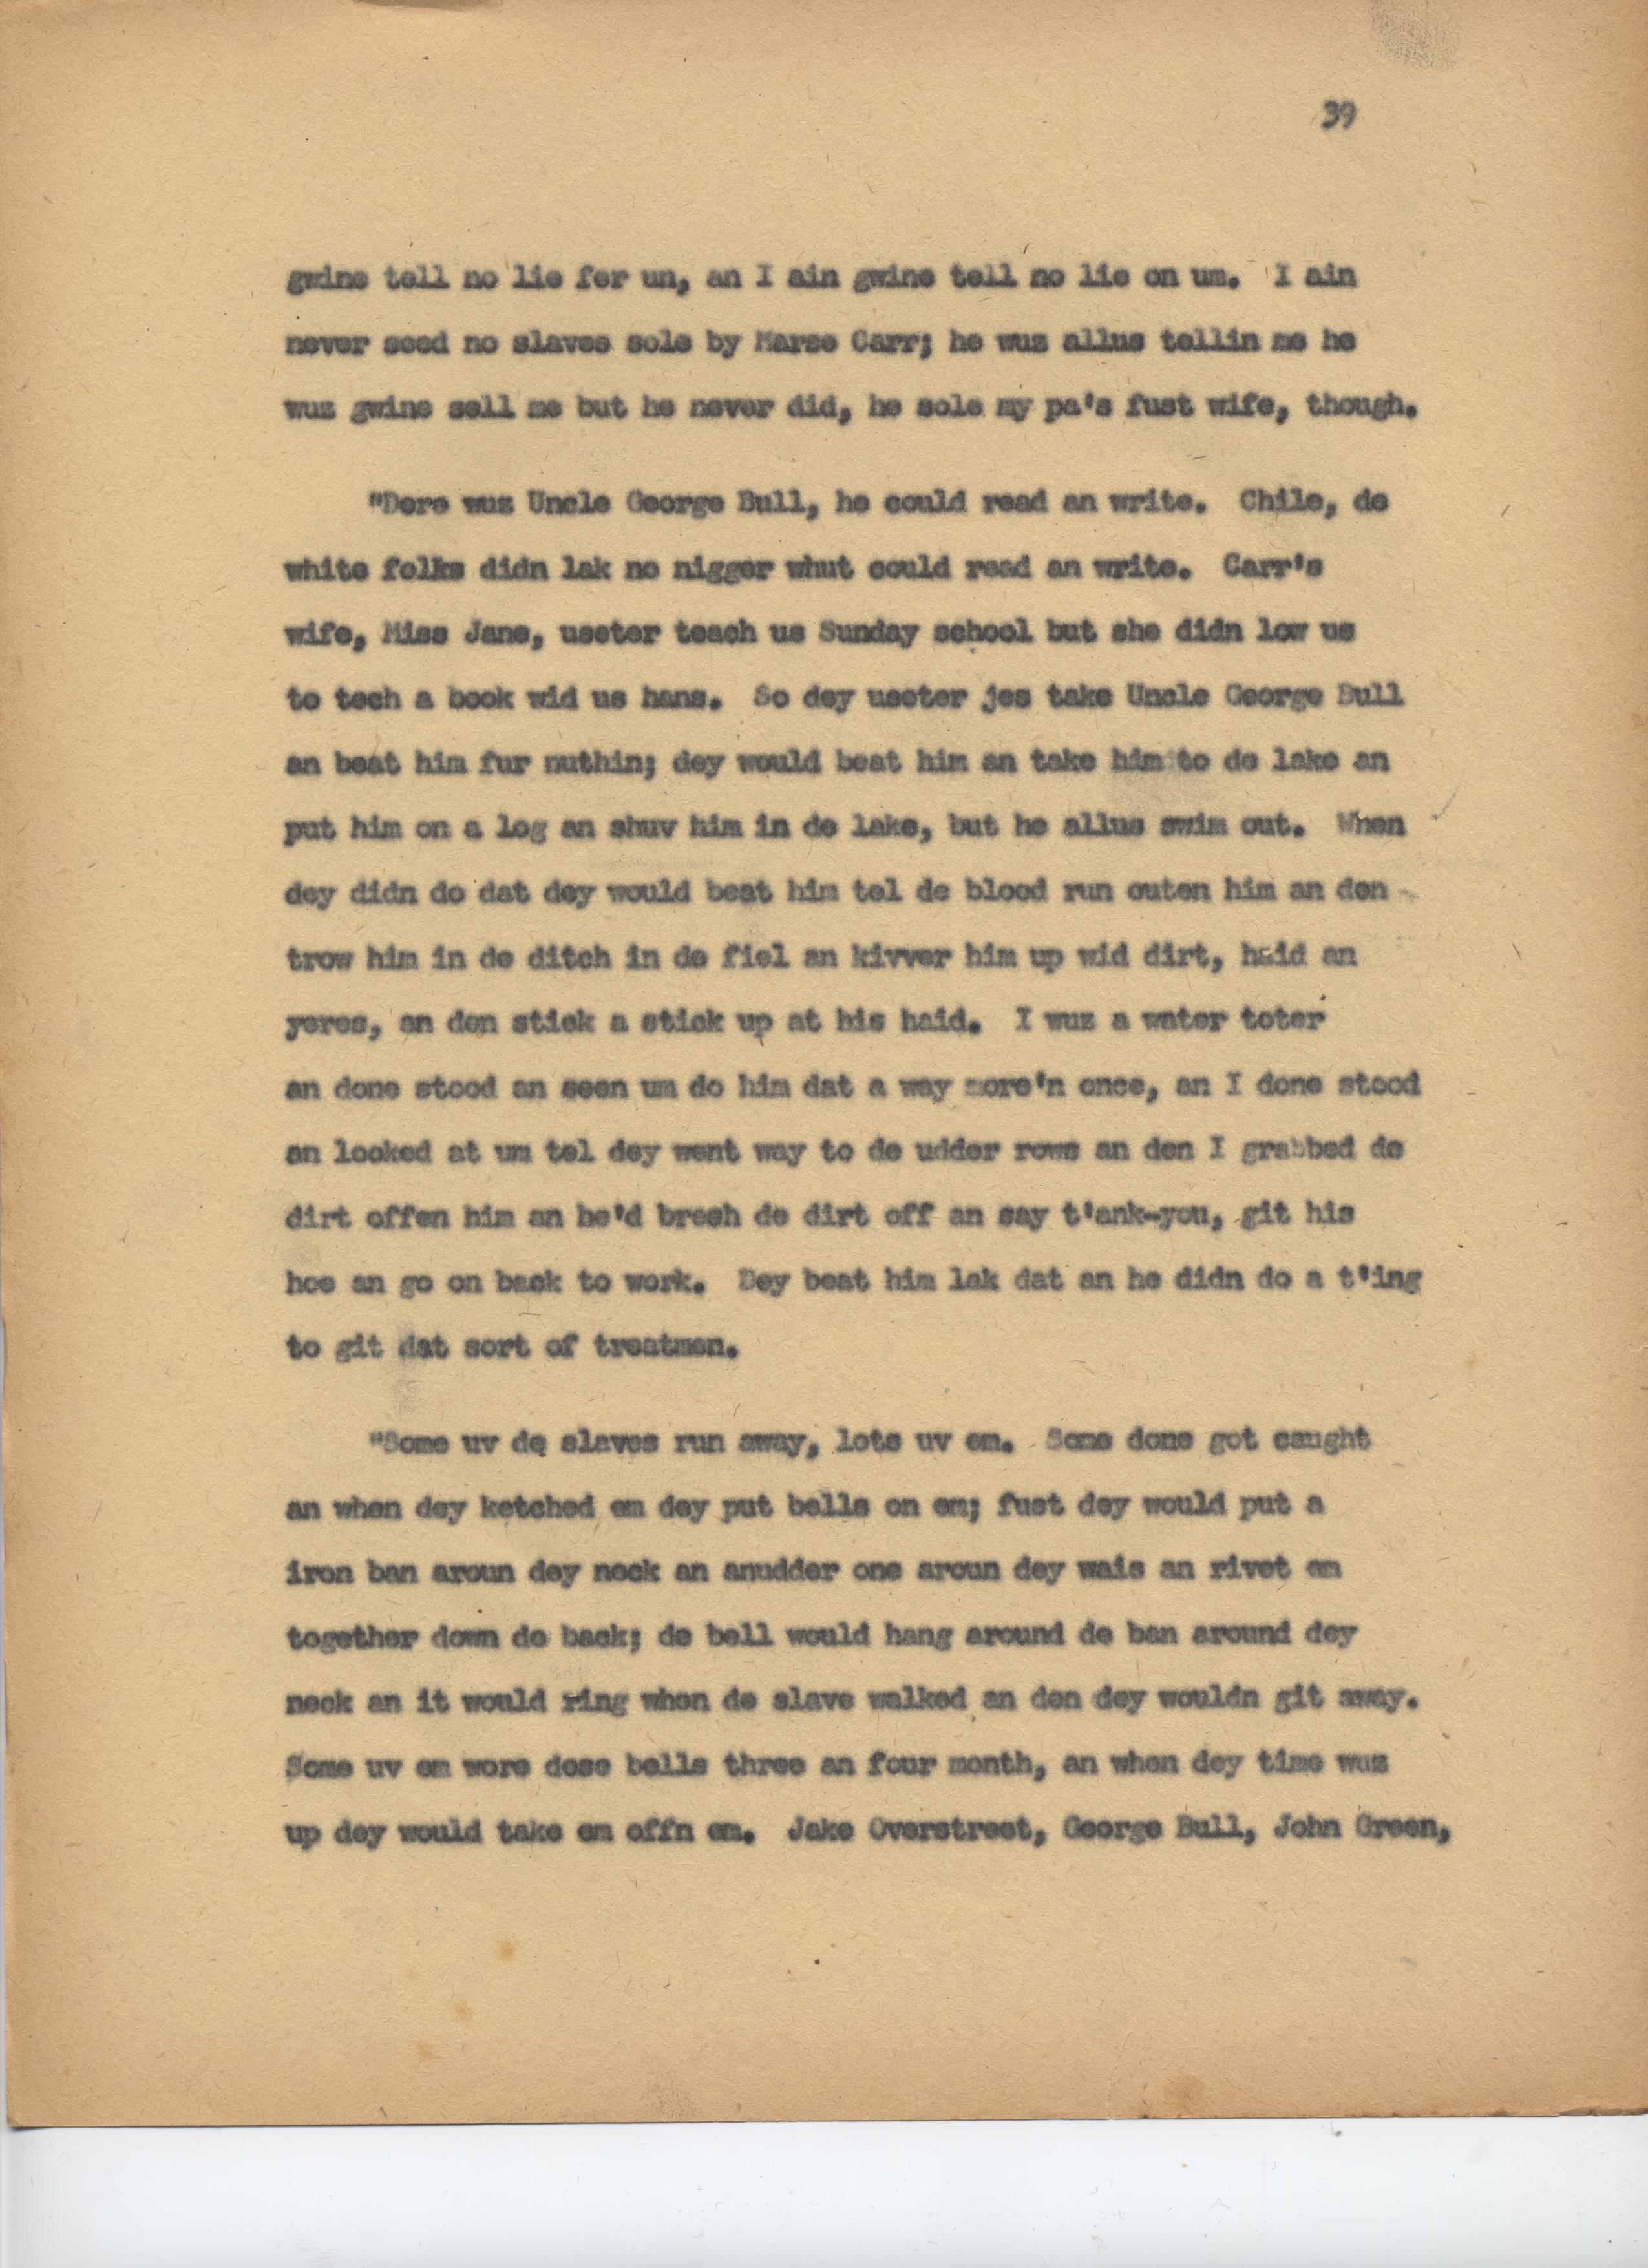 39
gwine tell no lie fer un, an I ain gwine tell no lie on um. I ain
never seed no slaves sole by Marse Carr; he wuz allus tellin me he
wuz gwine sell me but he never did, he sole my pa's fust wife, though.
"Dere wuz Uncle George Bull, he could read an write. Chile, de
white folks didn lak no nigger whut could read an write. Carr's
wife, Miss Jane, useter teach us Sunday school but she didn low us
to tech a book wid us hans. So dey useter jes take Uncle George Bull
an beat him fur nuthin; dey would beat him an take him to de lake an
put him on a log an shuv him in de lake, but he allus swim out. When
dey didn do dat dey would beat him tel de blood run outen him an den
trow him in de ditch in de fiel an kivver him up wid dirt, haid an
yeres, an den stick a stick up at his haid. I wuz a water toter
an done stood an seen um do him dat a way more'n once, an I done stood
an looked at um tel dey went way to de udder rows an den I grabbed de
dirt offen him an he'd bresh de dirt off an say t'ank-you, git his
hoe an go on back to work. Dey beat him lak dat an he didn do a t'ing
to git dat sort of treatmen.
"Some uv de slaves run away, lots uv em. Some done got caught
an when dey ketched em dey put bells on em; fust dey would put a
iron ban aroun dey neck an anudder one aroun dey wais an rivet em
together down de back; de bell would hang around de ban around dey
neck an it would ring when de slave walked an den dey wouldn git away.
Some uv em wore dese bells three an four month, an when dey time wuz
up dey would take em offn em. Jake Overstreet, George Bull, John Green,